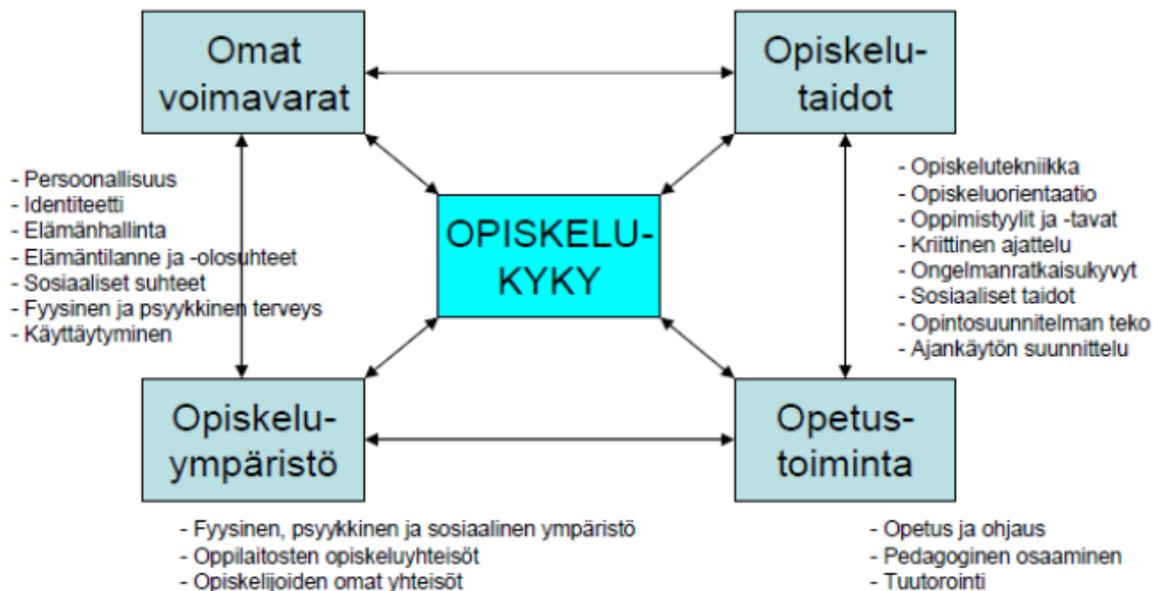 Omat
voimavarat
Opiskelu-
taidot
- Persoonallisuus
- Identiteetti
- Elämänhallinta
- Elämäntilanne ja -olosuhteet
- Sosiaaliset suhteet
- Fyysinen ja psyykkinen terveys
- Käyttäytyminen
OPISKELU-
KYKY
- Opiskelutekniikka
- Opiskeluorientaatio
- Oppimistyylit ja -tavat
- Kriittinen ajattelu
- Ongelmanratkaisukyvyt
- Sosiaaliset taidot
- Opintosuunnitelman teko
- Ajankäytön suunnittelu
Opiskelu-
ympäristö
Opetus-
toiminta
- Fyysinen, psyykkinen ja sosiaalinen ympäristö
- Oppilaitosten opiskeluyhteisöt
- Opiskelijoiden omat yhteisöt
- Opetus ja ohjaus
- Pedagoginen osaaminen
- Tuutorointi